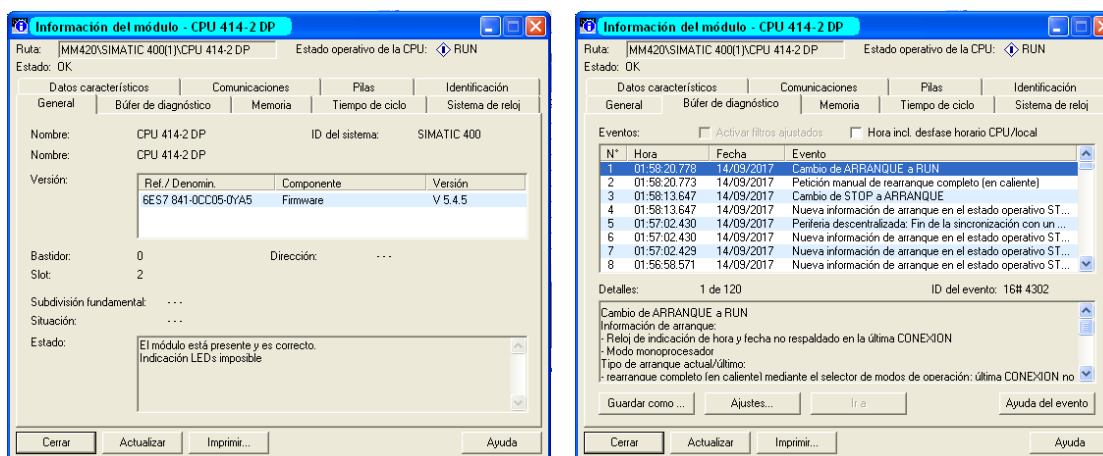 Información del módulo - CPU 414-2 DP
Ruta: MM420\SIMATIC 400(1)\CPU 414-2 DP Estado operativo de la CPU: RUN
Estado: OK
Datos característicos Comunicaciones Pilas Identificación
General Búfer de diagnóstico Memoria Tiempo de ciclo Sistema de reloj
Nombre: CPU 414-2 DP ID del sistema: SIMATIC 400
Nombre: CPU 414-2 DP
Versión: Ref./ Denomin. Componente Versión
6ES7 841-0CC05-0YA5 Firmware V 5.4.5
Bastidor: 0 Dirección: - - -
Slot: 2
Subdivisión fundamental: - - -
Situación: - - -
Estado: El módulo está presente y es correcto.
Indicación LEDs imposible
Cerrar Actualizar Imprimir... Ayuda
Información del módulo - CPU 414-2 DP
Ruta: MM420\SIMATIC 400(1)\CPU 414-2 DP Estado operativo de la CPU: RUN
Estado: OK
Datos característicos Comunicaciones Pilas Identificación
General Búfer de diagnóstico Memoria Tiempo de ciclo Sistema de reloj
Eventos: Activar filtros ajustados Hora incl. desfase horario CPU/local
N° Hora Fecha Evento
1 01:58:20.778 14/09/2017 Cambio de ARRANQUE a RUN
2 01:58:20.773 14/09/2017 Petición manual de rearranque completo (en caliente)
3 01:58:13.647 14/09/2017 Cambio de STOP a ARRANQUE
4 01:58:13.647 14/09/2017 Nueva información de arranque en el estado operativo ST...
5 01:57:02.430 14/09/2017 Periferia descentralizada: Fin de la sincronización con un ...
6 01:57:02.430 14/09/2017 Nueva información de arranque en el estado operativo ST...
7 01:57:02.429 14/09/2017 Nueva información de arranque en el estado operativo ST...
8 01:56:58.571 14/09/2017 Nueva información de arranque en el estado operativo ST...
Detalles: 1 de 120 ID del evento: 16# 4302
Cambio de ARRANQUE a RUN
Información de arranque:
- Reloj de indicación de hora y fecha no respaldado en la última CONEXION
- Modo monoprocesador
Tipo de arranque actual/último:
- rearranque completo (en caliente) mediante el selector de modos de operación; última CONEXION no
Guardar como ... Ajustes... Ir a Ayuda del evento
Cerrar Actualizar Imprimir... Ayuda